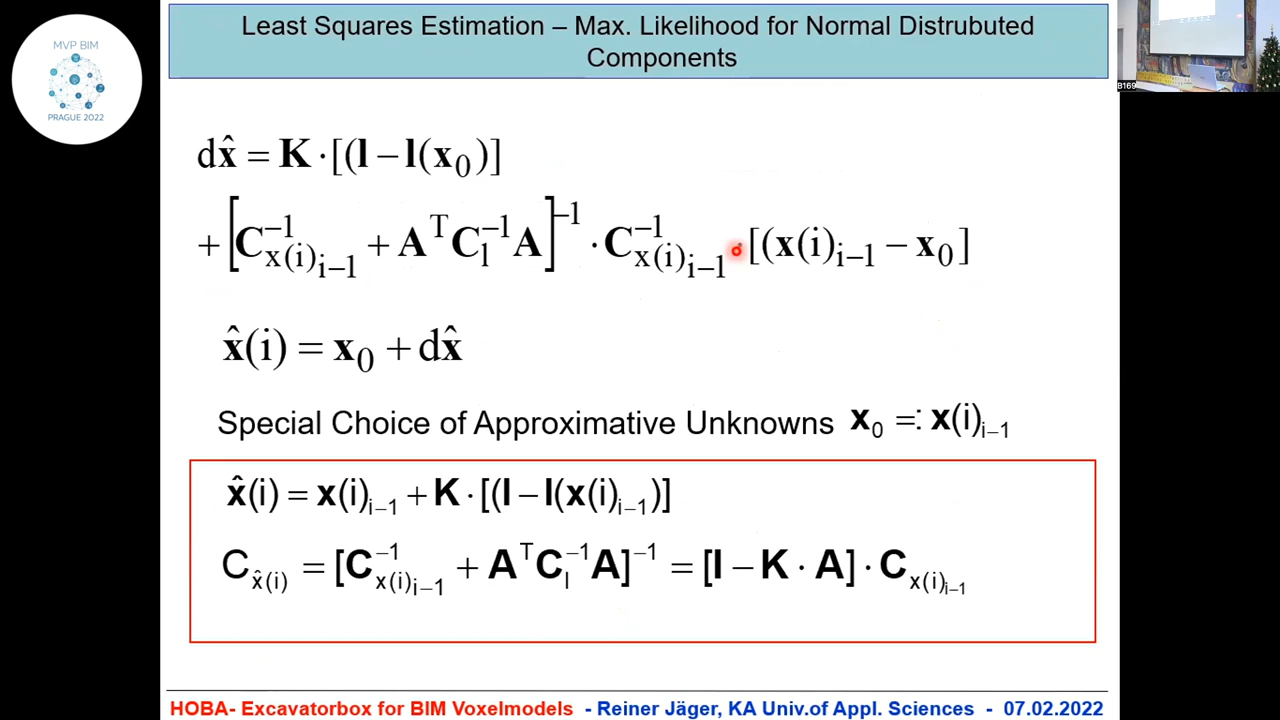 MVP BIM
PRAGUE 2022
Least Squares Estimation – Max. Likelihood for Normal Distrubuted
Components
B169
dx̂ = K · [(l − l(x₀)]
+ [C⁻¹ₓ₍ᵢ₎ᵢ₋₁ + AᵀCₗ⁻¹A]⁻¹ · C⁻¹ₓ₍ᵢ₎ᵢ₋₁ · [(x(i)ᵢ₋₁ − x₀]
x̂(i) = x₀ + dx̂
Special Choice of Approximative Unknowns x₀ =: x(i)ᵢ₋₁
x̂(i) = x(i)ᵢ₋₁ + K · [(l − l(x(i)ᵢ₋₁)]
C_x̂(i) = [C⁻¹ₓ₍ᵢ₎ᵢ₋₁ + AᵀCₗ⁻¹A]⁻¹ = [I − K · A] · Cₓ₍ᵢ₎ᵢ₋₁
HOBA- Excavatorbox for BIM Voxelmodels - Reiner Jäger, KA Univ.of Appl. Sciences - 07.02.2022